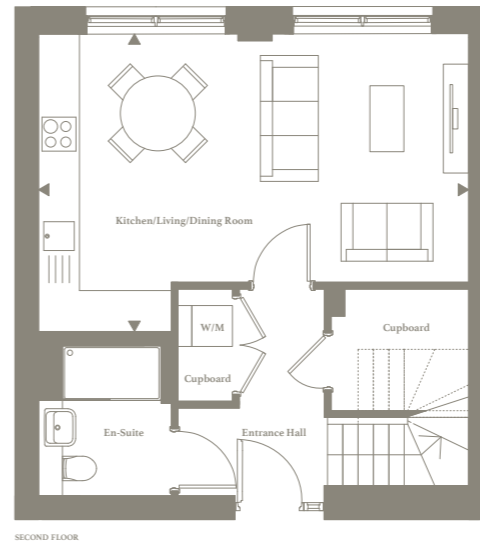 Kitchen/Living/Dining Room
W/M
Cupboard
Cupboard
En-Suite
Entrance Hall
SECOND FLOOR